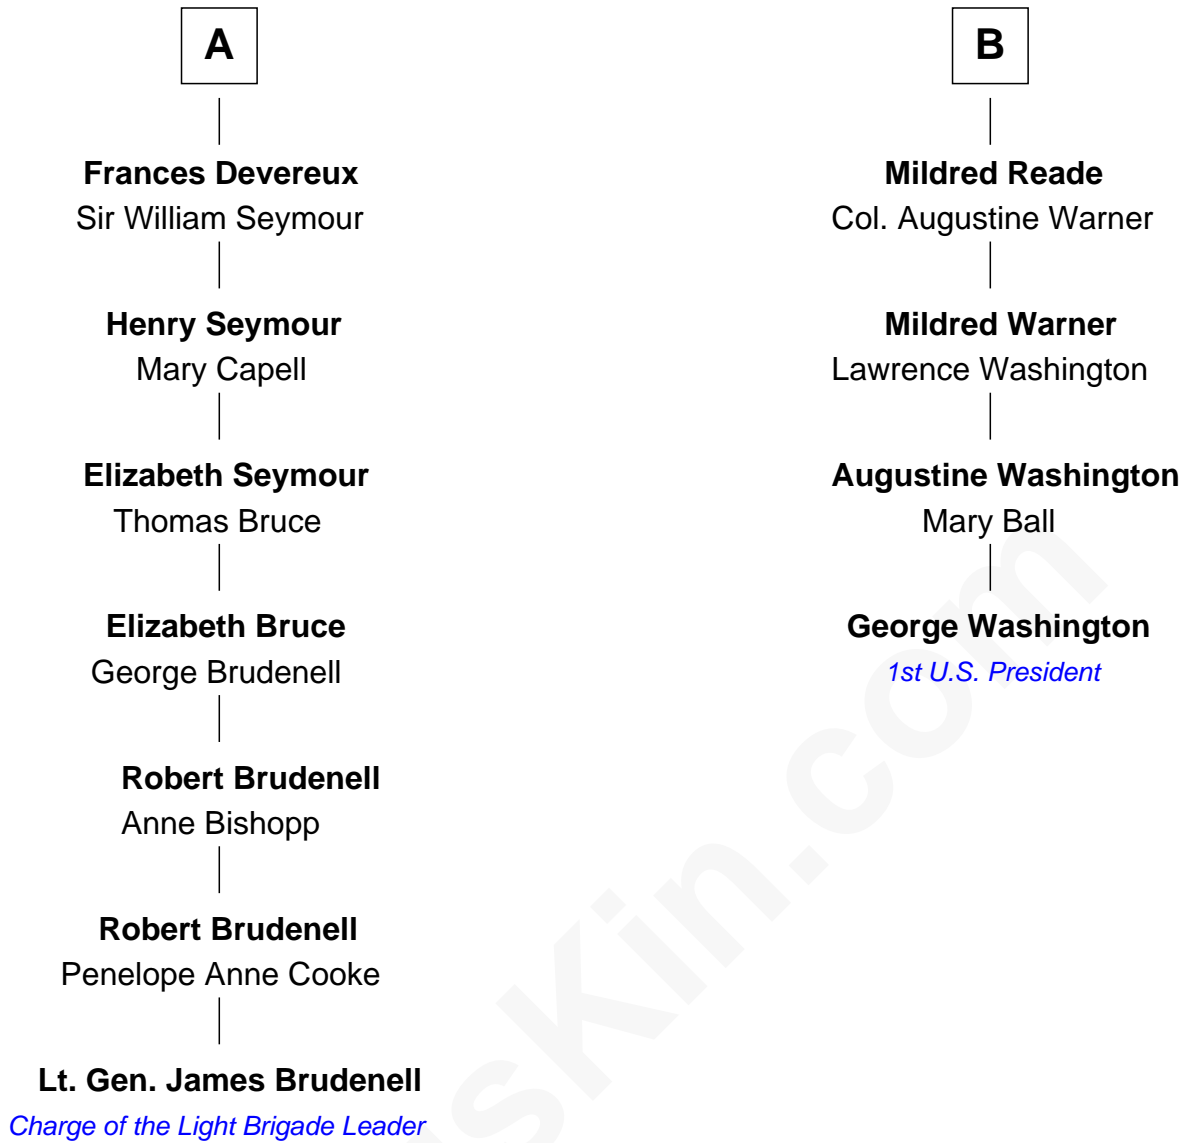 A
B
Frances Devereux
Sir William Seymour
Mildred Reade
Col. Augustine Warner
Henry Seymour
Mary Capell
Mildred Warner
Lawrence Washington
Elizabeth Seymour
Thomas Bruce
Augustine Washington
Mary Ball
Elizabeth Bruce
George Brudenell
George Washington
1st U.S. President
Robert Brudenell
Anne Bishopp
Robert Brudenell
Penelope Anne Cooke
Lt. Gen. James Brudenell
Charge of the Light Brigade Leader
sKin.com